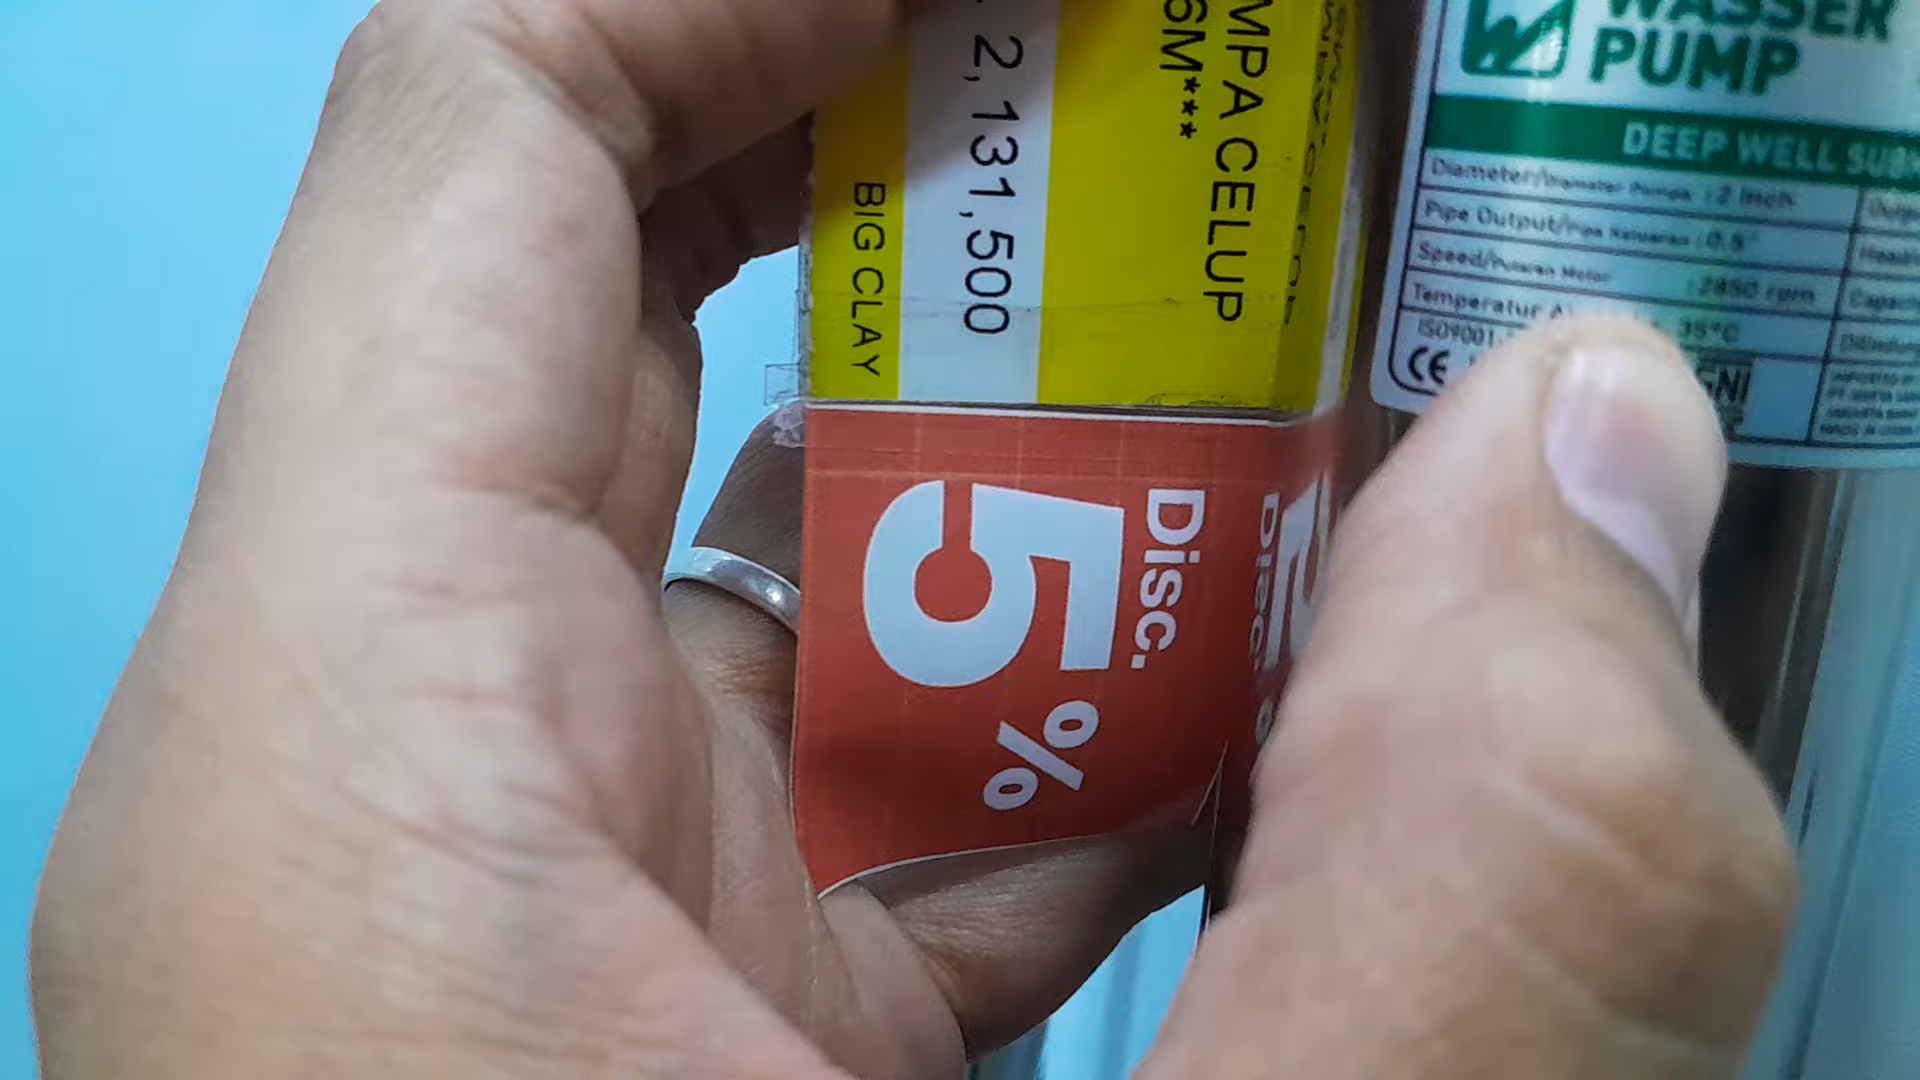 MPA CELUP
6M***
2,131,500
BIG CLAY
Disc.
5%
Disc
WASSER
PUMP
DEEP WELL SUB
Diameter/Diameter Pompa : 2 Inch
Pipe Output/Pipa Keluaran : 0,5"
Speed/Putaran Motor : 2850 rpm
Temperatur A 35°C
ISO9001
CE